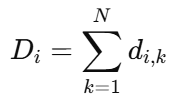 D_i = \sum_{k=1}^{N} d_{i,k}